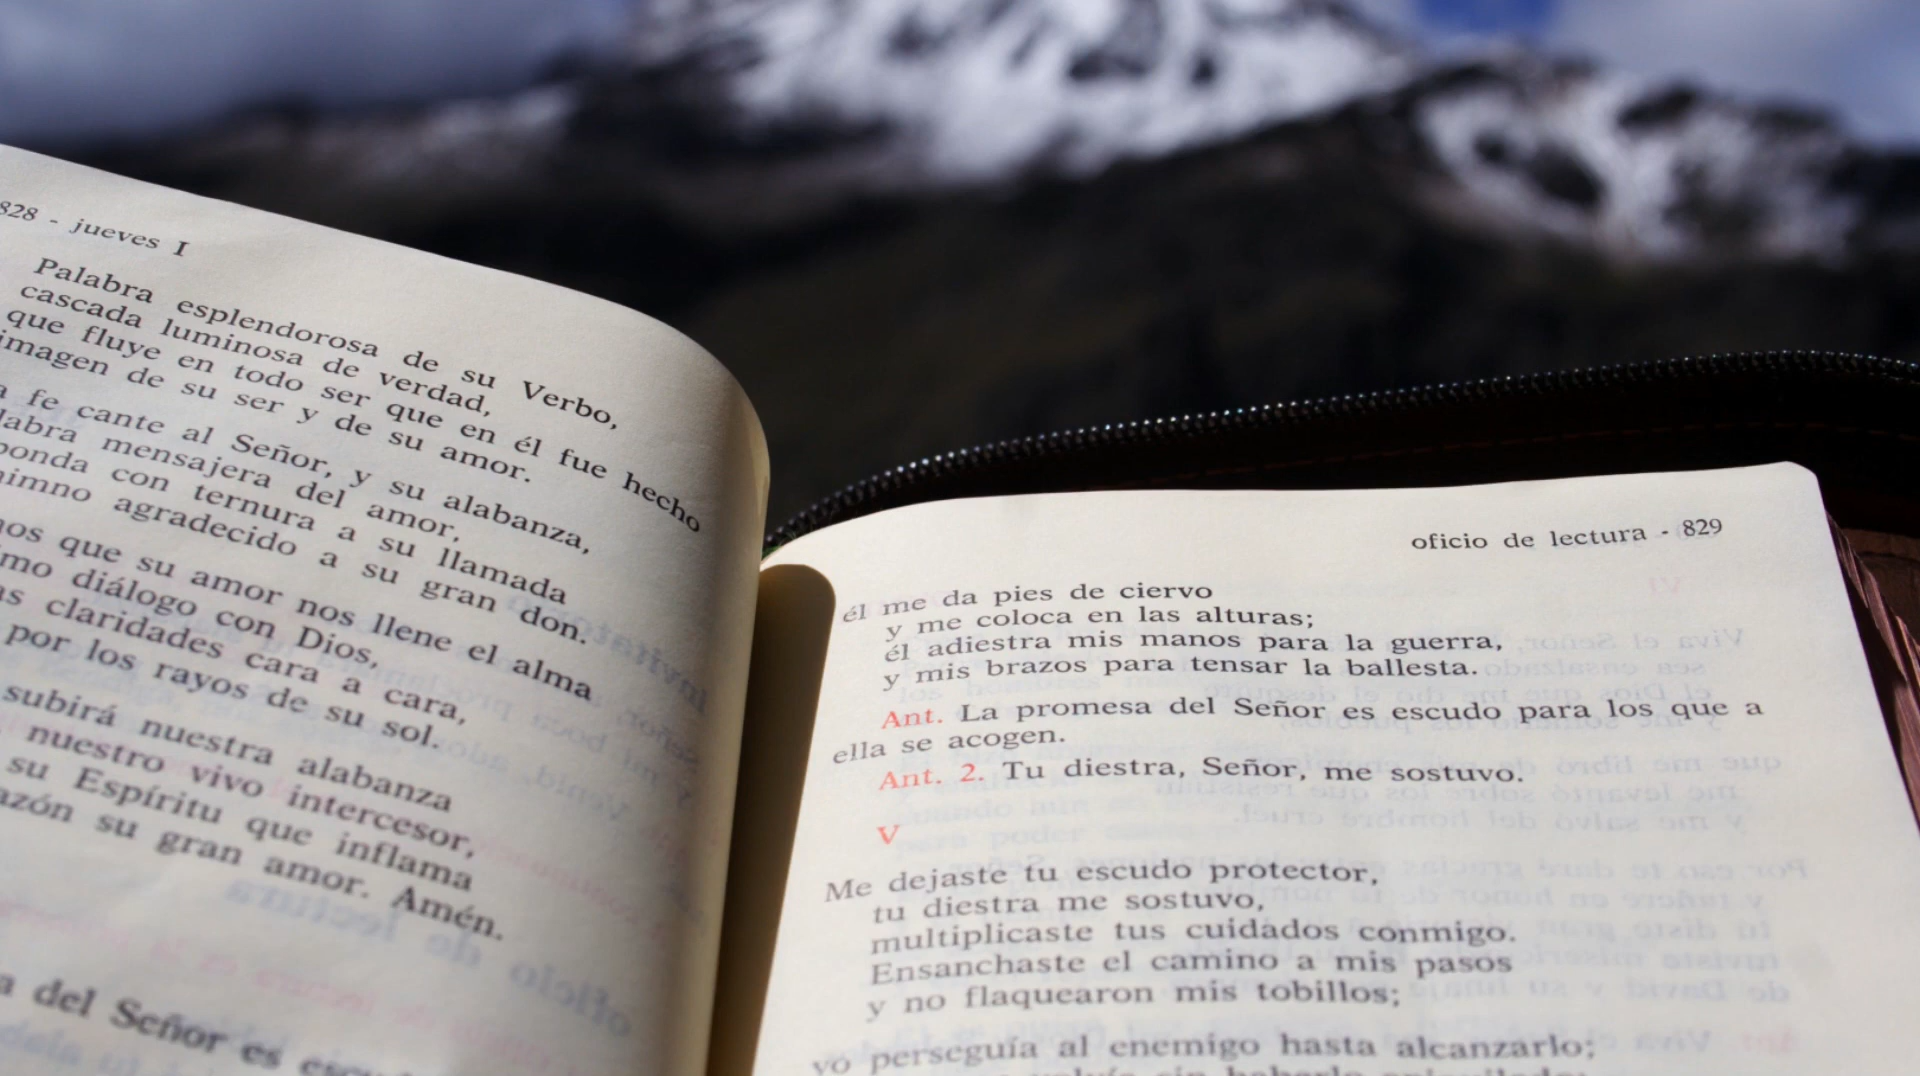 828 - jueves I
Palabra esplendorosa de su Verbo,
cascada luminosa de verdad,
que fluye en todo ser que en él fue hecho
imagen de su ser y de su amor.
fe cante al Señor, y su alabanza,
mensajera del amor,
con ternura a su llamada
agradecido a su gran don.
que su amor nos llene el alma
diálogo con Dios,
claridades cara a cara,
por los rayos de su sol.
subirá nuestra alabanza
nuestro vivo intercesor,
su Espíritu que inflama
su gran amor. Amén.
del Señor es
oficio de lectura - 829
él me da pies de ciervo
y me coloca en las alturas;
él adiestra mis manos para la guerra,
y mis brazos para tensar la ballesta.
Ant. La promesa del Señor es escudo para los que a
ella se acogen.
Ant. 2. Tu diestra, Señor, me sostuvo.
V
Me dejaste tu escudo protector,
tu diestra me sostuvo,
multiplicaste tus cuidados conmigo.
Ensanchaste el camino a mis pasos
y no flaquearon mis tobillos;
yo perseguía al enemigo hasta alcanzarlo;